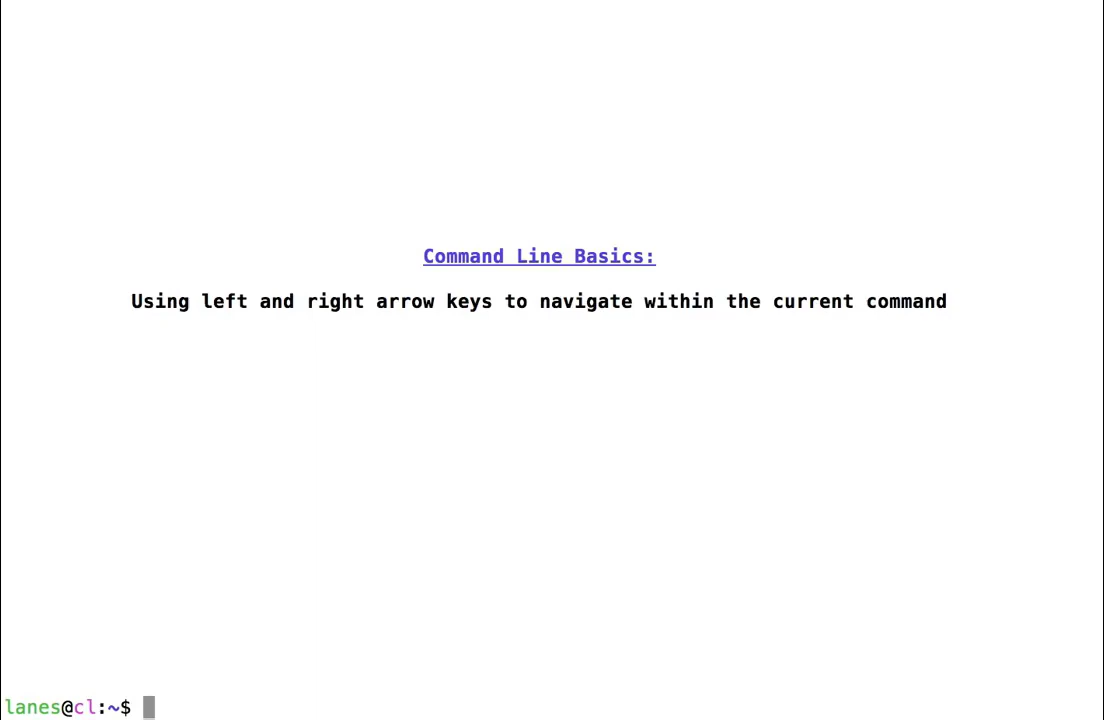 Command Line Basics:
Using left and right arrow keys to navigate within the current command
lanes@cl:~$